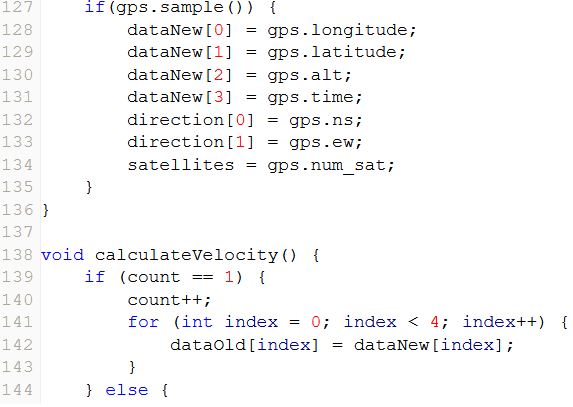 127     if(gps.sample()) {
128         dataNew[0] = gps.longitude;
129         dataNew[1] = gps.latitude;
130         dataNew[2] = gps.alt;
131         dataNew[3] = gps.time;
132         direction[0] = gps.ns;
133         direction[1] = gps.ew;
134         satellites = gps.num_sat;
135     }
136 }
137
138 void calculateVelocity() {
139     if (count == 1) {
140         count++;
141         for (int index = 0; index < 4; index++) {
142             dataOld[index] = dataNew[index];
143         }
144     } else {